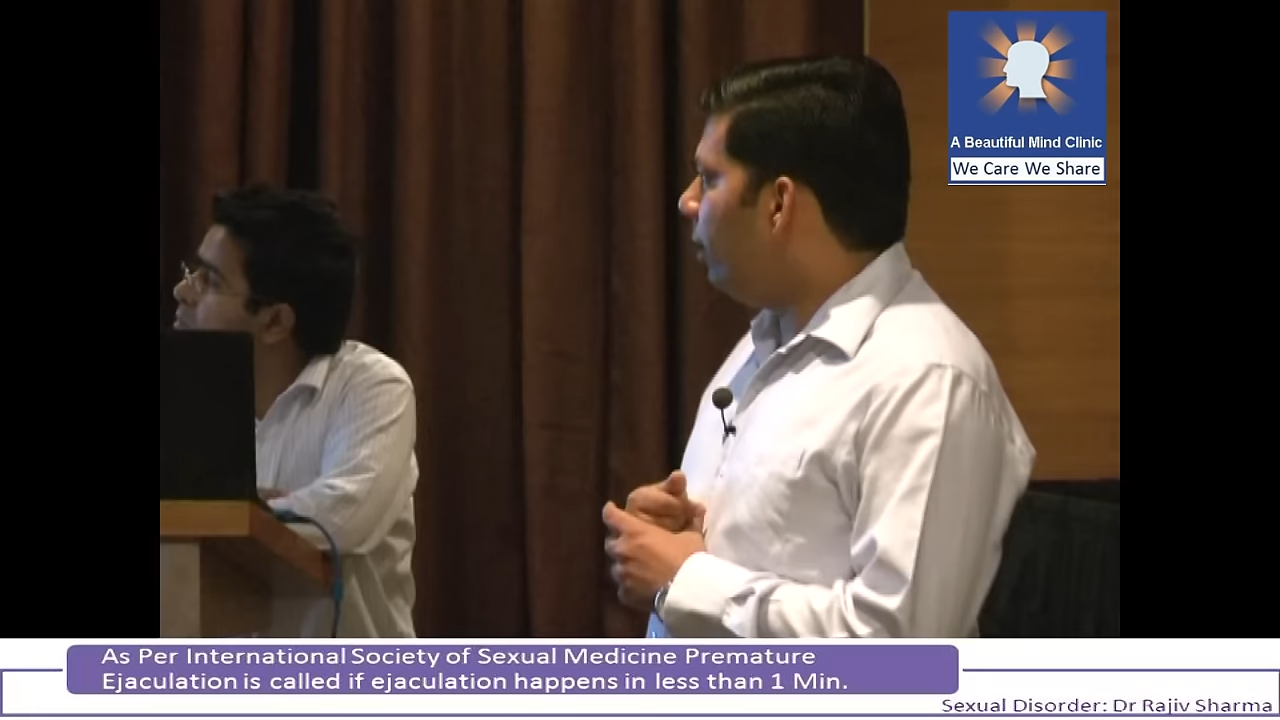 A Beautiful Mind Clinic
We Care We Share
As Per International Society of Sexual Medicine Premature
Ejaculation is called if ejaculation happens in less than 1 Min.
Sexual Disorder: Dr Rajiv Sharma